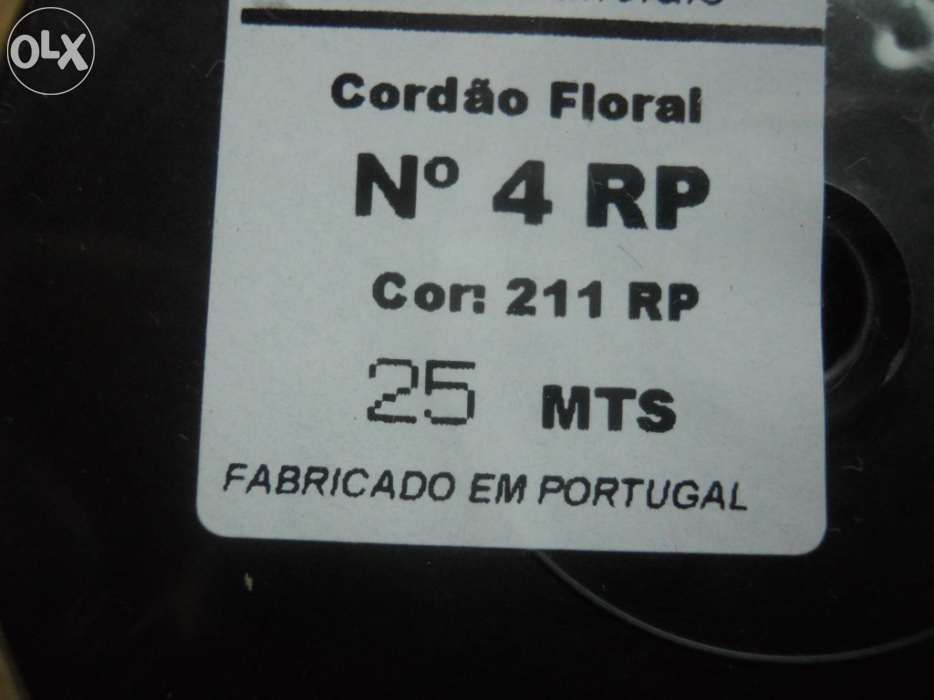 OLX
Cordão Floral
Nº 4 RP
Cor: 211 RP
25 MTS
FABRICADO EM PORTUGAL